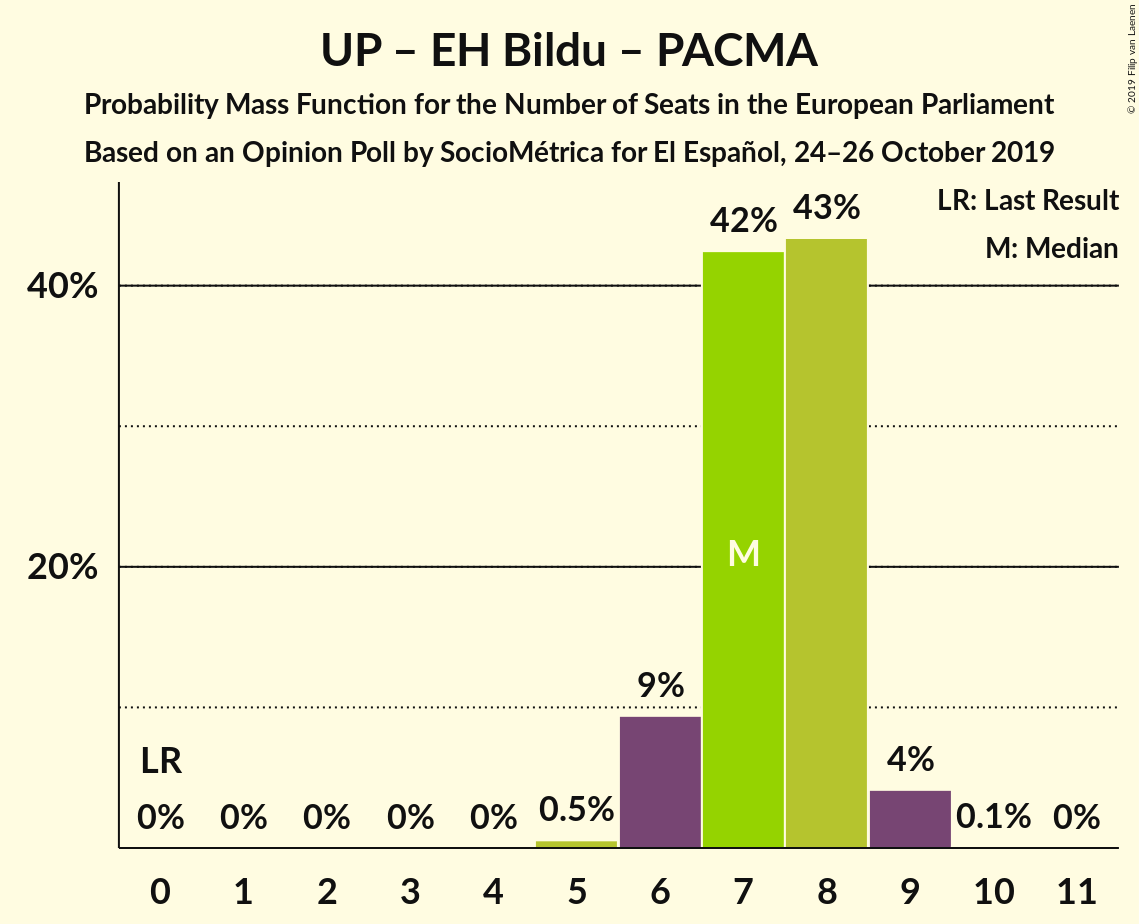 UP – EH Bildu – PACMA
Probability Mass Function for the Number of Seats in the European Parliament
Based on an Opinion Poll by SocioMétrica for El Español, 24–26 October 2019
© 2019 Filip van Laenen
LR: Last Result
M: Median
42% 43%
40%
20%
M
9%
LR
4%
0% 0% 0% 0% 0% 0.5% 0.1% 0%
0 1 2 3 4 5 6 7 8 9 10 11